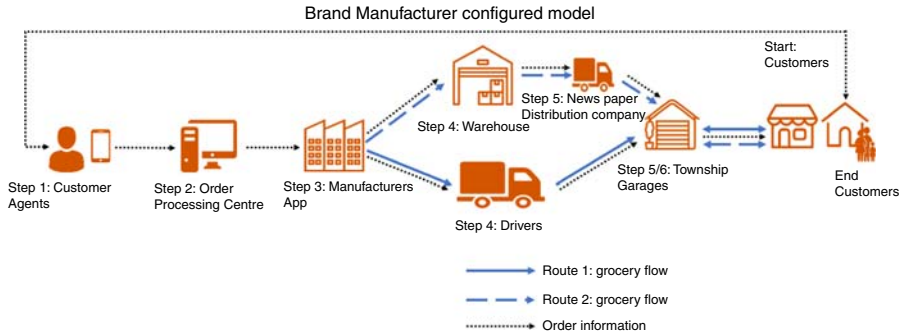 Brand Manufacturer configured model
Start:
Customers
Step 5: News paper
Distribution company
Step 4: Warehouse
Step 1: Customer
Agents
Step 2: Order
Processing Centre
Step 3: Manufacturers
App
Step 5/6: Township
Garages
End
Customers
Step 4: Drivers
Route 1: grocery flow
Route 2: grocery flow
Order information